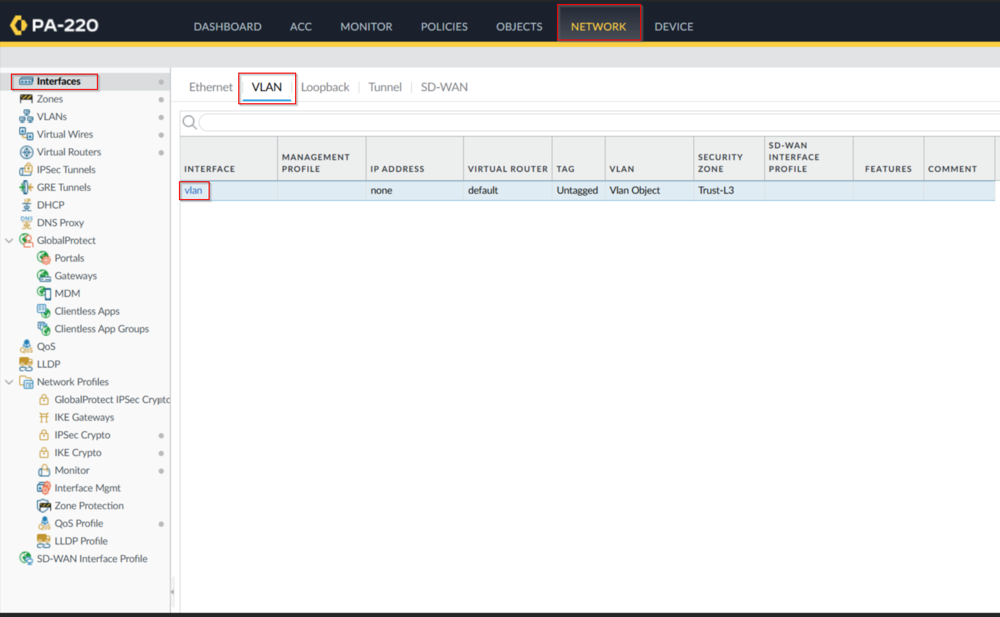 PA-220
DASHBOARD ACC MONITOR POLICIES OBJECTS NETWORK DEVICE
Interfaces
Zones
VLANs
Virtual Wires
Virtual Routers
IPSec Tunnels
GRE Tunnels
DHCP
DNS Proxy
GlobalProtect
Portals
Gateways
MDM
Clientless Apps
Clientless App Groups
QoS
LLDP
Network Profiles
GlobalProtect IPSec Crypto
IKE Gateways
IPSec Crypto
IKE Crypto
Monitor
Interface Mgmt
Zone Protection
QoS Profile
LLDP Profile
SD-WAN Interface Profile
Ethernet VLAN Loopback Tunnel SD-WAN
INTERFACE MANAGEMENT PROFILE IP ADDRESS VIRTUAL ROUTER TAG VLAN SECURITY ZONE SD-WAN INTERFACE PROFILE FEATURES COMMENT
vlan none default Untagged Vlan Object Trust-L3